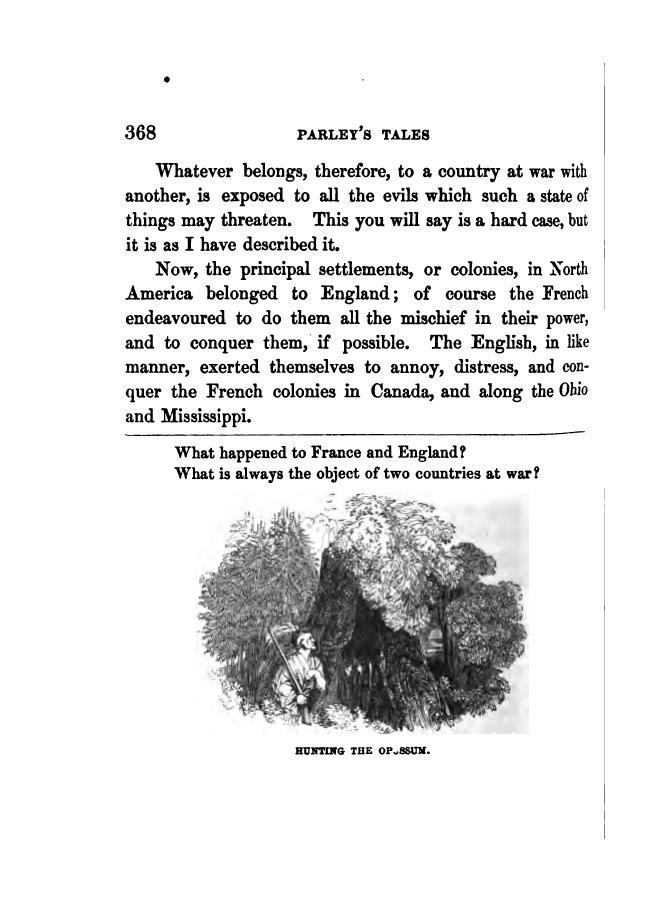 368 PARLEY'S TALES
Whatever belongs, therefore, to a country at war with
another, is exposed to all the evils which such a state of
things may threaten. This you will say is a hard case, but
it is as I have described it.
Now, the principal settlements, or colonies, in North
America belonged to England; of course the French
endeavoured to do them all the mischief in their power,
and to conquer them, if possible. The English, in like
manner, exerted themselves to annoy, distress, and con-
quer the French colonies in Canada, and along the Ohio
and Mississippi.
What happened to France and England?
What is always the object of two countries at war?
HUNTING THE OPOSSUM.